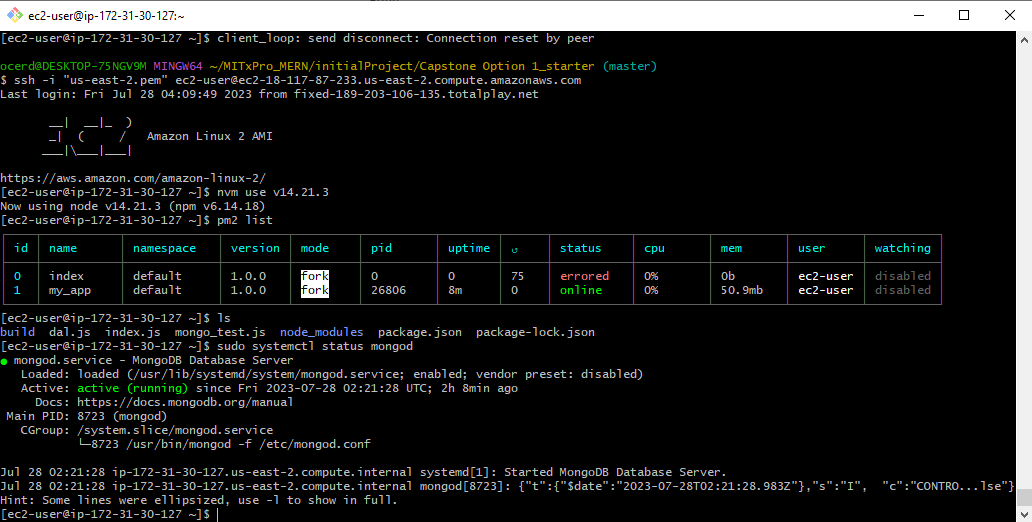 ec2-user@ip-172-31-30-127:~
[ec2-user@ip-172-31-30-127 ~]$ client_loop: send disconnect: Connection reset by peer
ocerd@DESKTOP-75NGV9M MINGW64 ~/MITxPro_MERN/initialProject/Capstone Option 1_starter (master)
$ ssh -i "us-east-2.pem" ec2-user@ec2-18-117-87-233.us-east-2.compute.amazonaws.com
Last login: Fri Jul 28 04:09:49 2023 from fixed-189-203-106-135.totalplay.net
       __|  __|_  )
       _|  (     /   Amazon Linux 2 AMI
      ___|\___|___|
https://aws.amazon.com/amazon-linux-2/
[ec2-user@ip-172-31-30-127 ~]$ nvm use v14.21.3
Now using node v14.21.3 (npm v6.14.18)
[ec2-user@ip-172-31-30-127 ~]$ pm2 list
id name namespace version mode pid uptime ↺ status cpu mem user watching
0 index default 1.0.0 fork 0 0 75 errored 0% 0b ec2-user disabled
1 my_app default 1.0.0 fork 26806 8m 0 online 0% 50.9mb ec2-user disabled
[ec2-user@ip-172-31-30-127 ~]$ ls
build  dal.js  index.js  mongo_test.js  node_modules  package.json  package-lock.json
[ec2-user@ip-172-31-30-127 ~]$ sudo systemctl status mongod
● mongod.service - MongoDB Database Server
   Loaded: loaded (/usr/lib/systemd/system/mongod.service; enabled; vendor preset: disabled)
   Active: active (running) since Fri 2023-07-28 02:21:28 UTC; 2h 8min ago
     Docs: https://docs.mongodb.org/manual
 Main PID: 8723 (mongod)
   CGroup: /system.slice/mongod.service
           └─8723 /usr/bin/mongod -f /etc/mongod.conf
Jul 28 02:21:28 ip-172-31-30-127.us-east-2.compute.internal systemd[1]: Started MongoDB Database Server.
Jul 28 02:21:28 ip-172-31-30-127.us-east-2.compute.internal mongod[8723]: {"t":{"$date":"2023-07-28T02:21:28.983Z"},"s":"I",  "c":"CONTRO...lse"}
Hint: Some lines were ellipsized, use -l to show in full.
[ec2-user@ip-172-31-30-127 ~]$